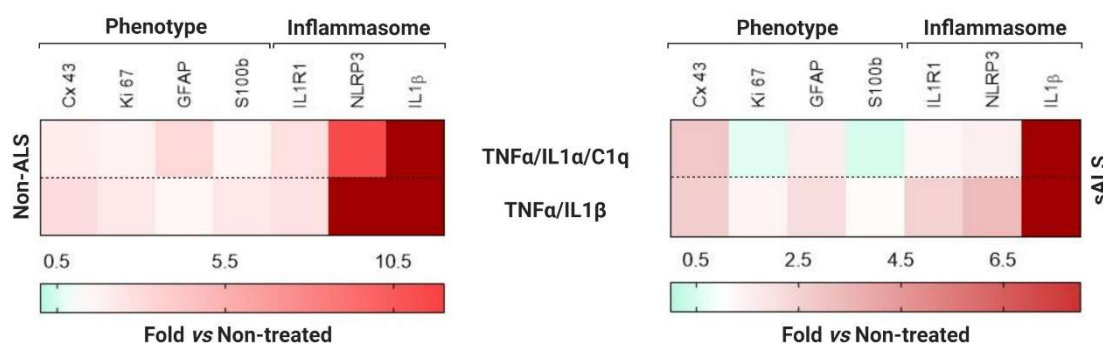 Phenotype Inflammasome
Cx 43 Ki 67 GFAP S100b IL1R1 NLRP3 IL1β
Non-ALS
0.5 5.5 10.5
Fold vs Non-treated
TNFα/IL1α/C1q
TNFα/IL1β
Phenotype Inflammasome
Cx 43 Ki 67 GFAP S100b IL1R1 NLRP3 IL1β
sALS
0.5 2.5 4.5 6.5
Fold vs Non-treated